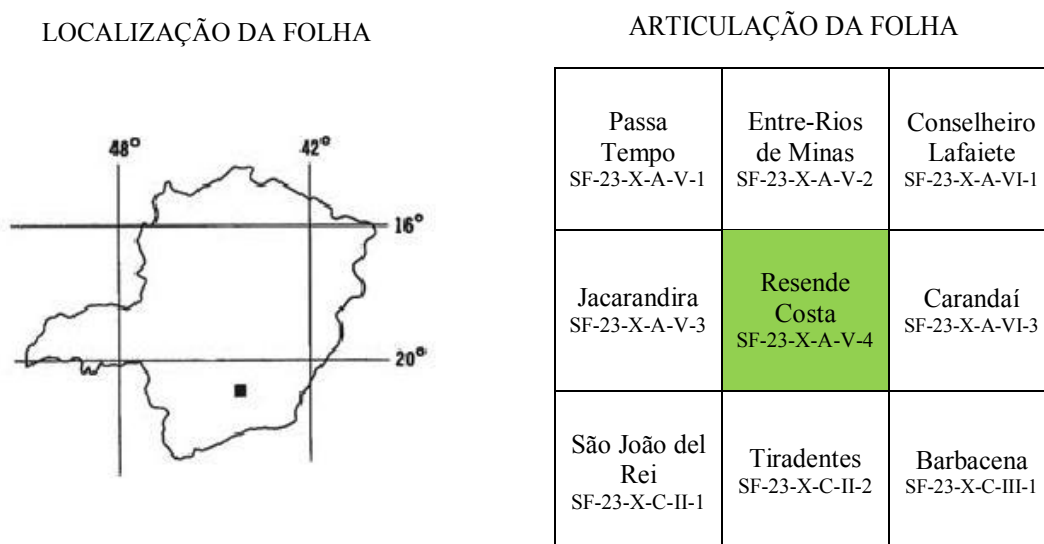 LOCALIZAÇÃO DA FOLHA
48°
42°
16°
20°
ARTICULAÇÃO DA FOLHA
Passa
Tempo
SF-23-X-A-V-1
Entre-Rios
de Minas
SF-23-X-A-V-2
Conselheiro
Lafaiete
SF-23-X-A-VI-1
Jacarandira
SF-23-X-A-V-3
Resende
Costa
SF-23-X-A-V-4
Carandaí
SF-23-X-A-VI-3
São João del
Rei
SF-23-X-C-II-1
Tiradentes
SF-23-X-C-II-2
Barbacena
SF-23-X-C-III-1